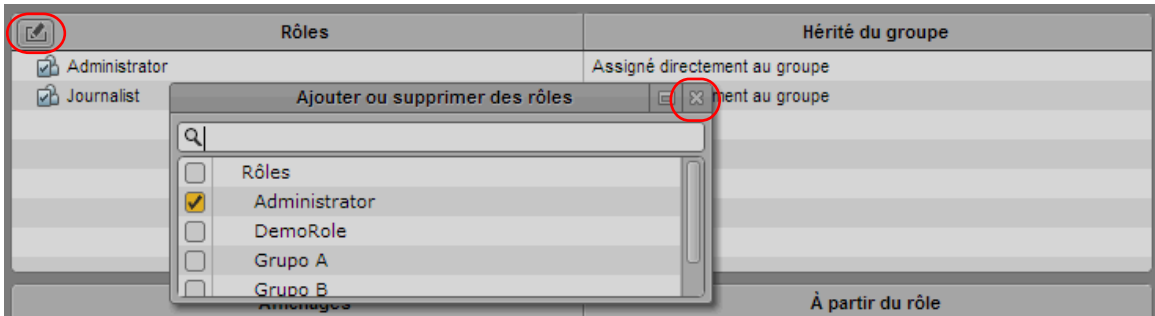 Rôles Hérité du groupe
Administrator Assigné directement au groupe
Journalist ment au groupe
Ajouter ou supprimer des rôles
Rôles
Administrator
DemoRole
Grupo A
Grupo B
Affichages À partir du rôle